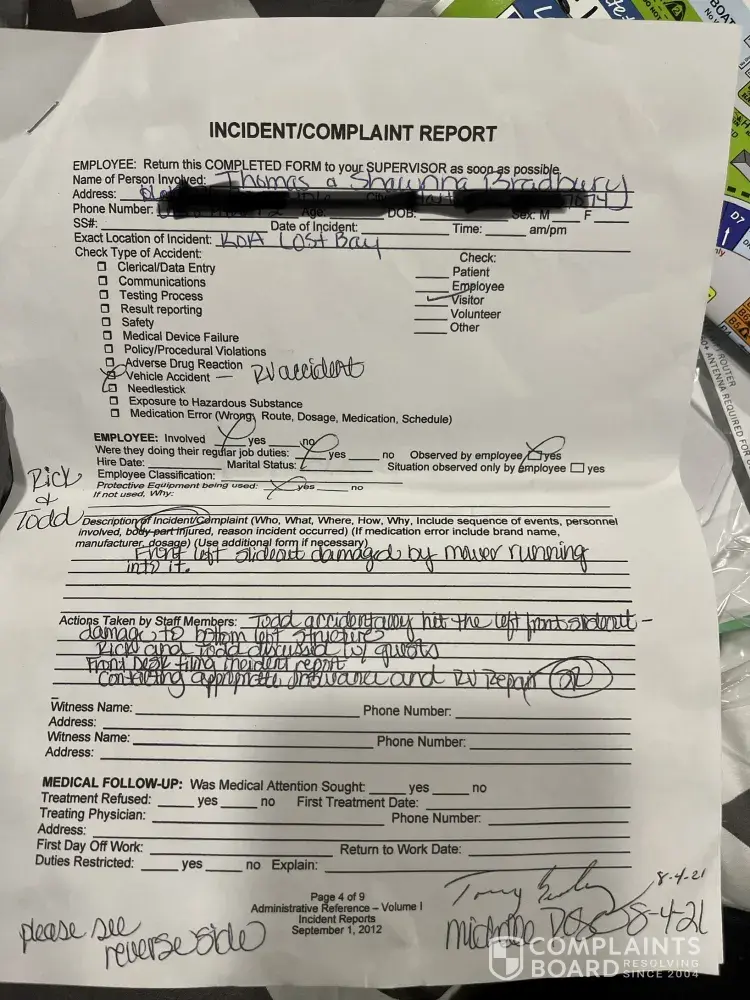 INCIDENT/COMPLAINT REPORT
EMPLOYEE: Return this COMPLETED FORM to your SUPERVISOR as soon as possible.
Name of Person Involved: Thomas & Shawnna Bradbury
Address:
Phone Number: Age: DOB: Sex: M F
SS#: Date of Incident: Time: am/pm
Exact Location of Incident: KOA Lost Bay
Check Type of Accident: Check:
Clerical/Data Entry Patient
Communications Employee
Testing Process Visitor
Result reporting Volunteer
Safety Other
Medical Device Failure
Policy/Procedural Violations
Adverse Drug Reaction
Vehicle Accident — RV accident
Needlestick
Exposure to Hazardous Substance
Medication Error (Wrong, Route, Dosage, Medication, Schedule)
EMPLOYEE: Involved yes no
Were they doing their regular job duties: yes no Observed by employee yes
Hire Date: Marital Status: Situation observed only by employee yes
Employee Classification:
Protective Equipment being used: yes no
If not used, Why:
Rick
&
Todd
Description of Incident/Complaint (Who, What, Where, How, Why, Include sequence of events, personnel
involved, body part injured, reason incident occurred) (If medication error include brand name,
manufacturer, dosage) (Use additional form if necessary)
Front left slideout damaged by mower running
into it.
Actions Taken by Staff Members: Todd accidentally hit the left front slideout -
damage to bottom left structure
Rick and Todd discussed w/ guests
Front Desk filing incident report
Contacting appropriate insurance and RV Repair
Witness Name: Phone Number:
Address:
Witness Name: Phone Number:
Address:
MEDICAL FOLLOW-UP: Was Medical Attention Sought: yes no
Treatment Refused: yes no First Treatment Date:
Treating Physician: Phone Number:
Address:
First Day Off Work: Return to Work Date:
Duties Restricted: yes no Explain:
Page 4 of 9
Administrative Reference – Volume I
Incident Reports
September 1, 2012
8-4-21
Michelle 8-4-21
please see
reverse side
COMPLAINTS
BOARD RESOLVING
SINCE 2004
D7
ROUTER
ANTENNA REQUIRED FOR